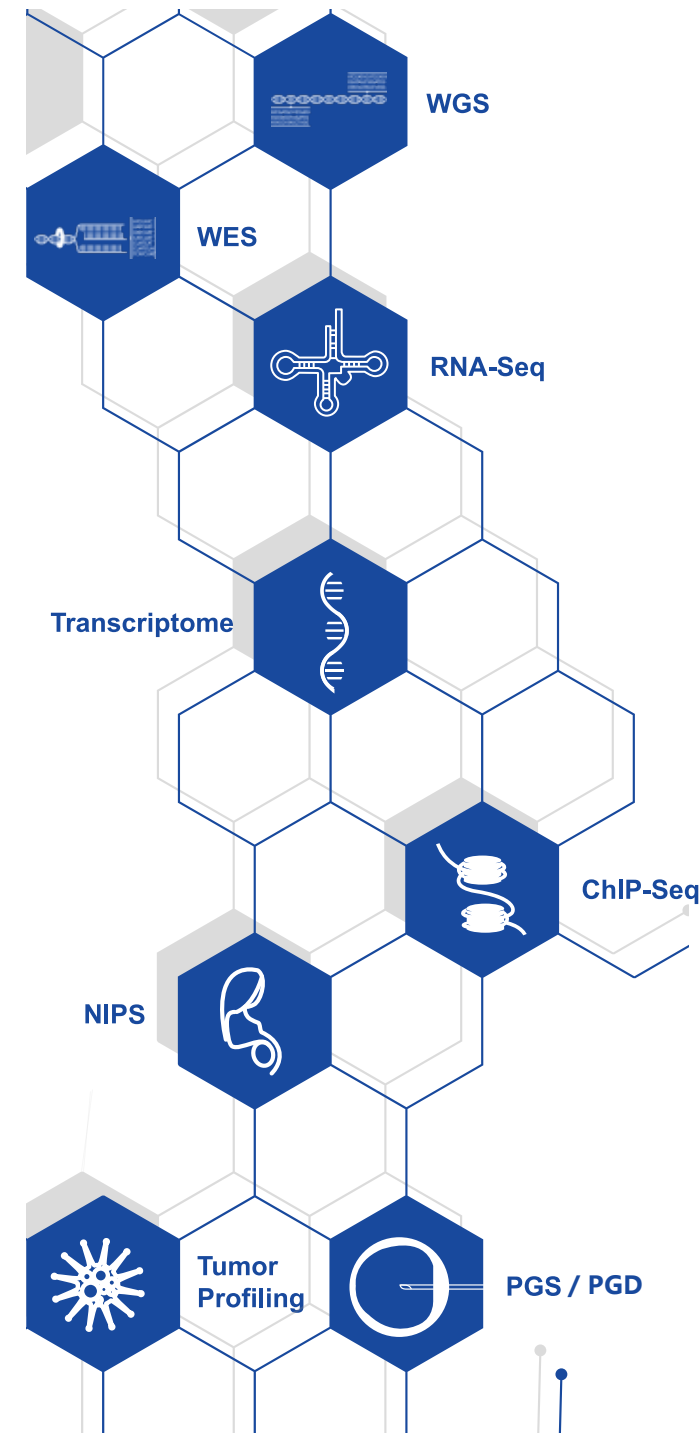 WGS
WES
RNA-Seq
Transcriptome
ChIP-Seq
NIPS
Tumor
Profiling
PGS / PGD